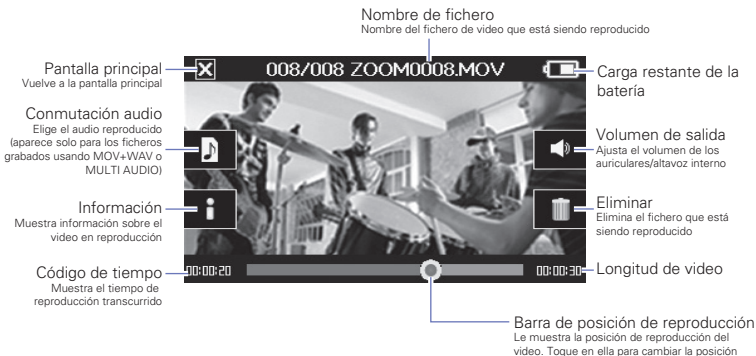 Nombre de fichero
Nombre del fichero de video que está siendo reproducido
Pantalla principal
Vuelve a la pantalla principal
008/008 ZOOM0008.MOV
Carga restante de la
batería
Conmutación audio
Elige el audio reproducido
(aparece solo para los ficheros
grabados usando MOV+WAV o
MULTI AUDIO)
Volumen de salida
Ajusta el volumen de los
auriculares/altavoz interno
Información
Muestra información sobre el
video en reproducción
Eliminar
Elimina el fichero que está
siendo reproducido
Código de tiempo
Muestra el tiempo de
reproducción transcurrido
00:00:20
00:00:30
Longitud de video
Barra de posición de reproducción
Le muestra la posición de reproducción del
video. Toque en ella para cambiar la posición